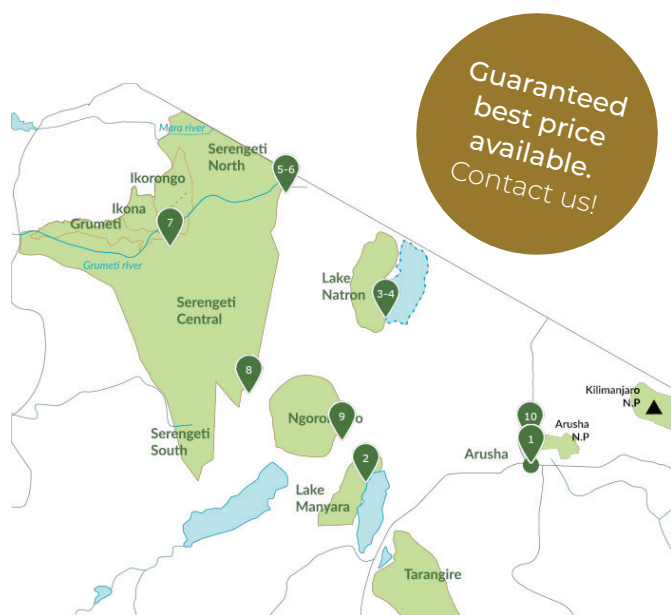 Guaranteed
best price
available.
Contact us!
Mara river
Serengeti
North
5-6
Ikorongo
Ikona
Grumeti
7
Grumeti river
Lake
Natron
3-4
Serengeti
Central
8
Kilimanjaro
N.P
9
10
Arusha
N.P
1
Serengeti
South
Arusha
2
Lake
Manyara
Tarangire